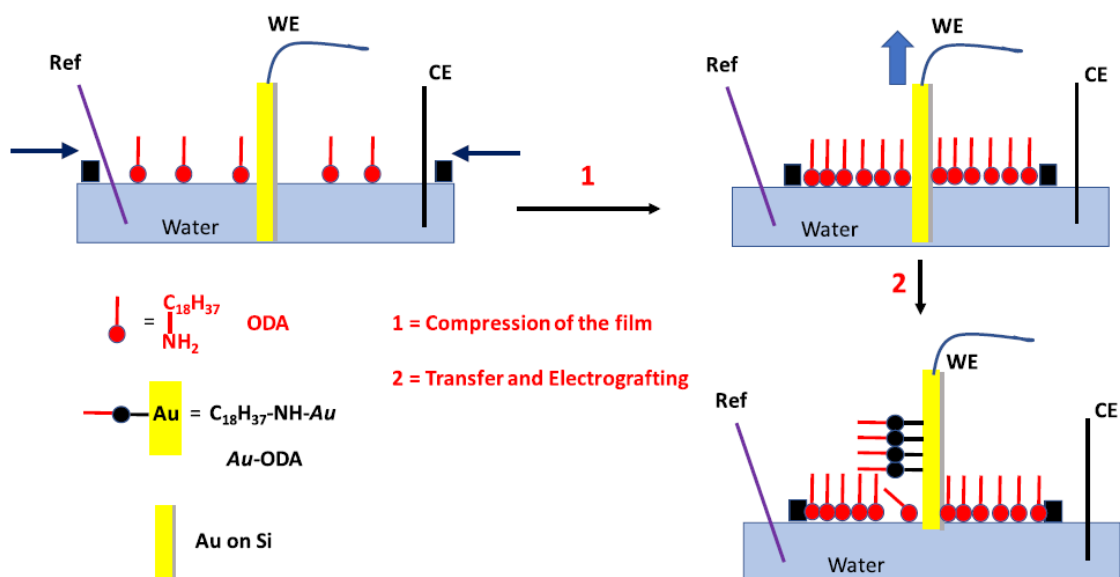 WE
Ref
CE
Water
1
WE
Ref
CE
Water
2
C18H37
= ODA
NH2
1 = Compression of the film
2 = Transfer and Electrografting
Au = C18H37-NH-Au
Au-ODA
Au on Si
WE
Ref
CE
Water